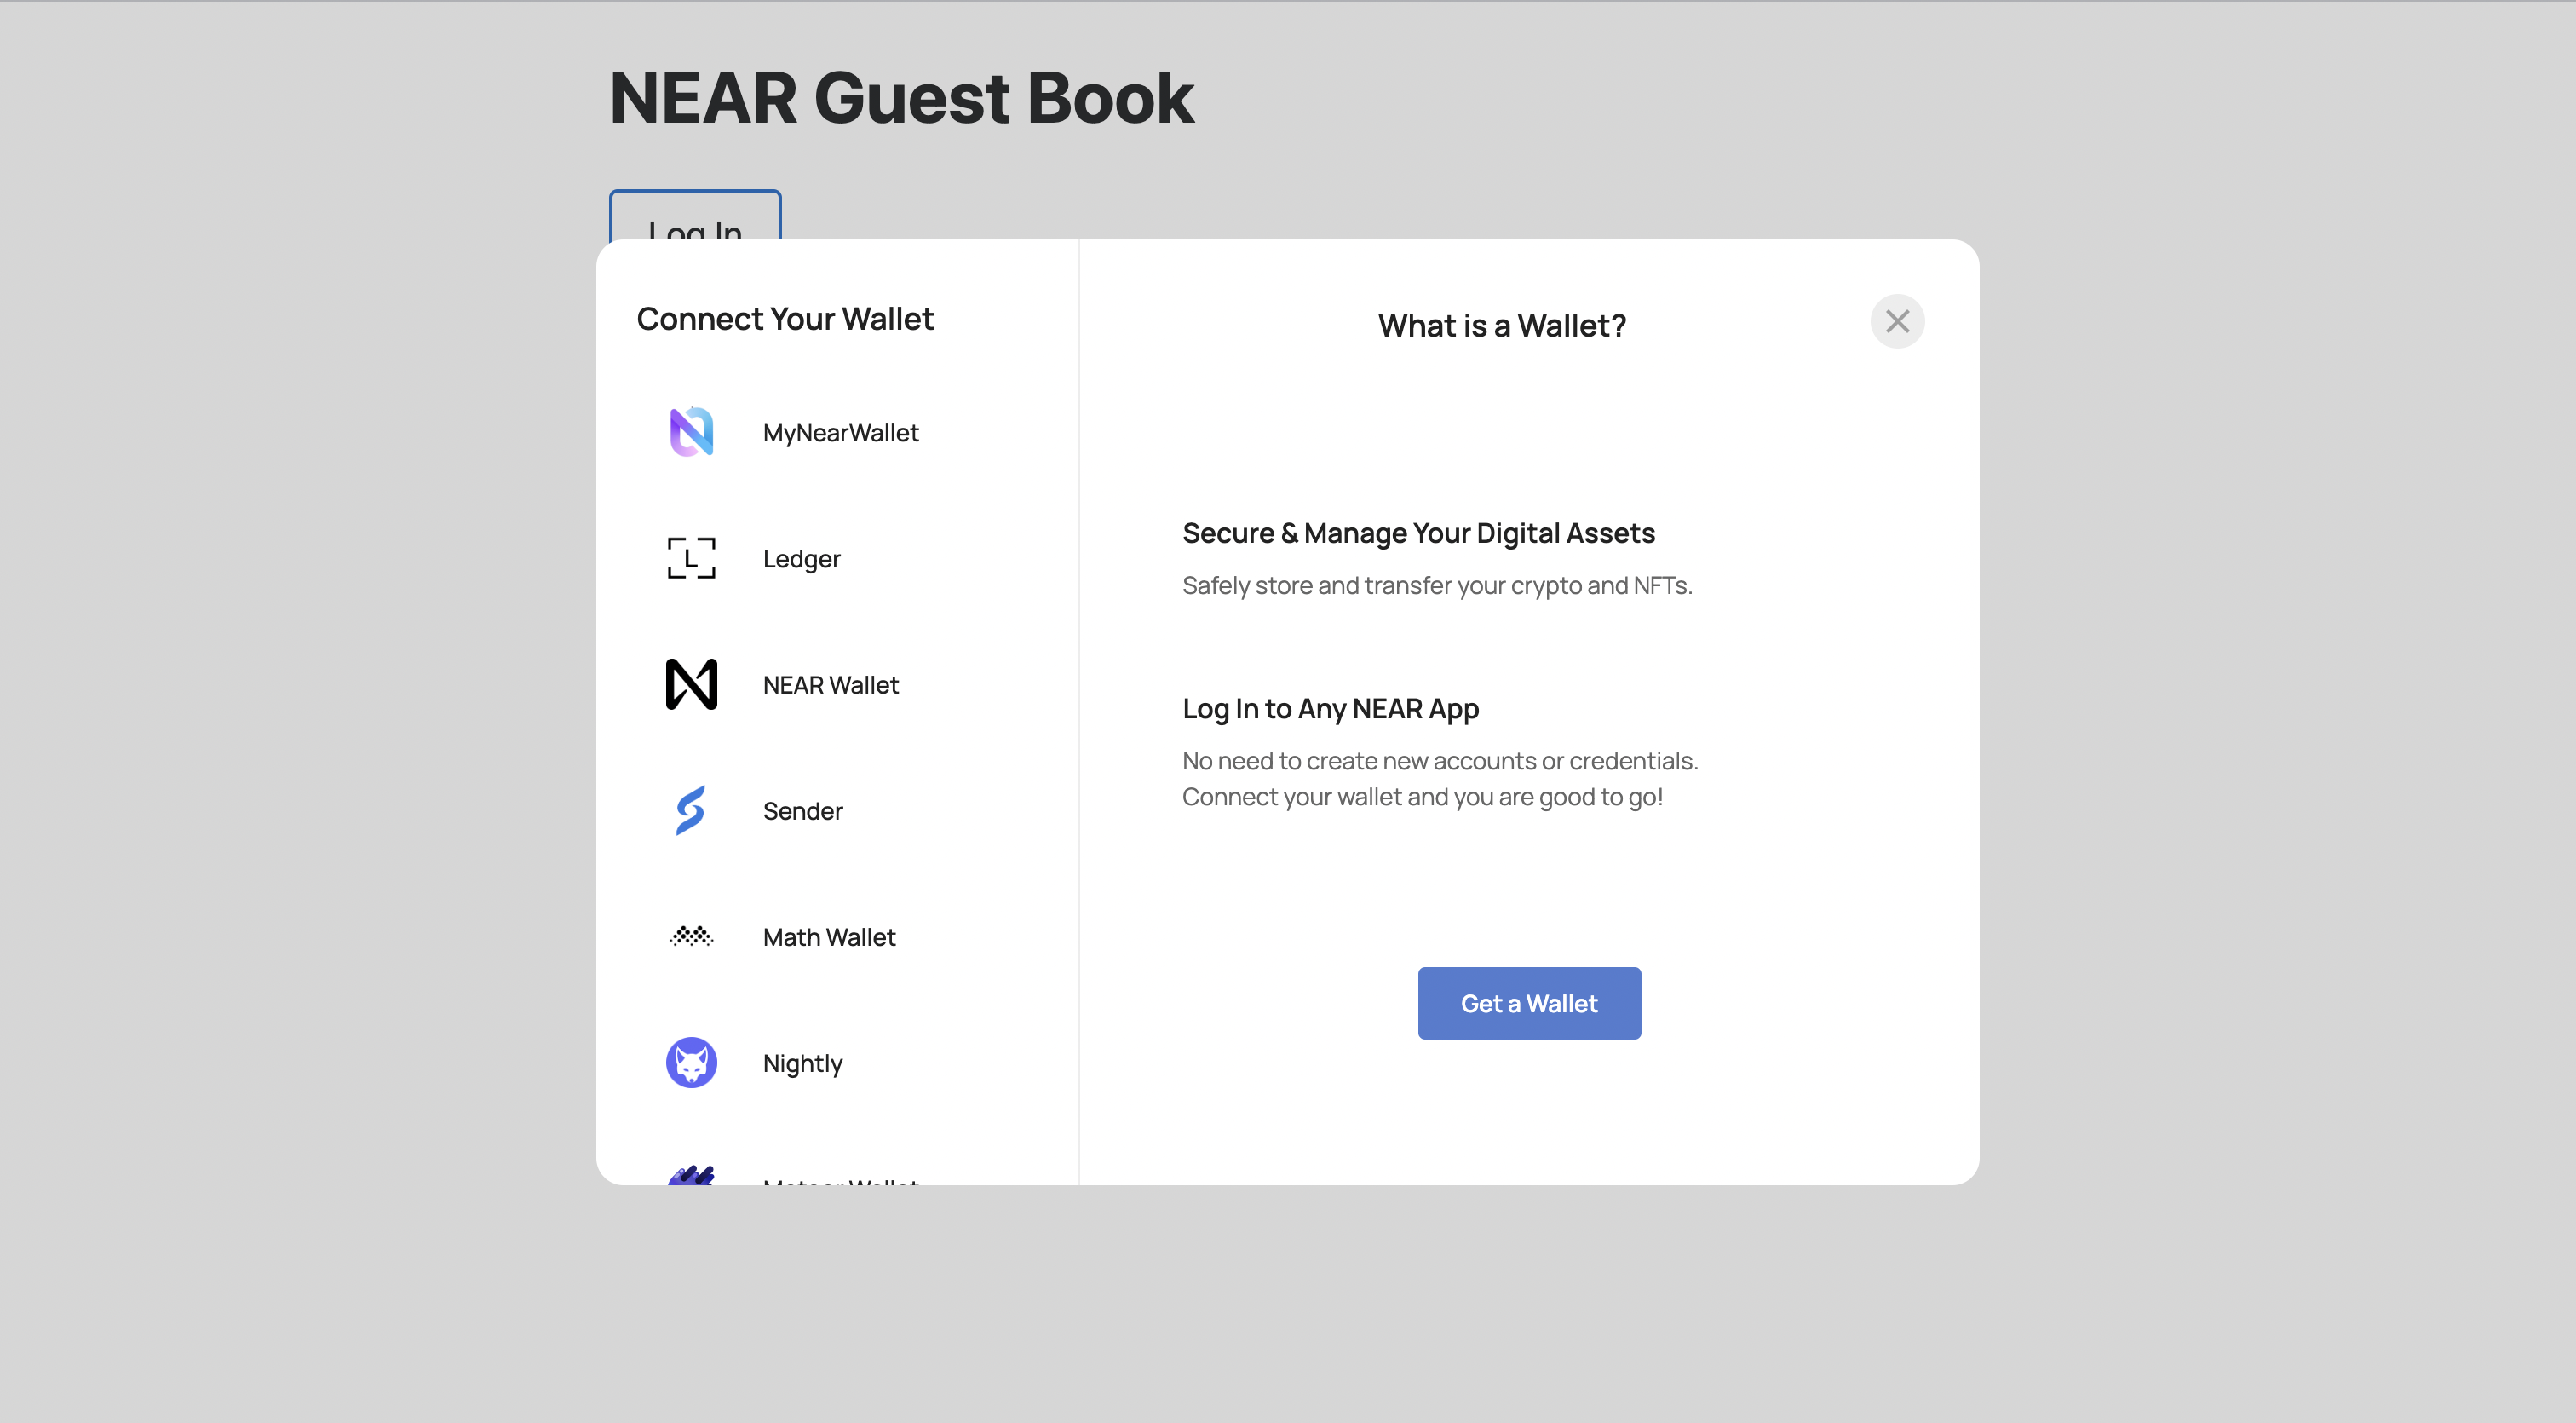 NEAR Guest Book
Log In
Connect Your Wallet
MyNearWallet
Ledger
NEAR Wallet
Sender
Math Wallet
Nightly
Meteor Wallet
What is a Wallet?
Secure & Manage Your Digital Assets
Safely store and transfer your crypto and NFTs.
Log In to Any NEAR App
No need to create new accounts or credentials.
Connect your wallet and you are good to go!
Get a Wallet